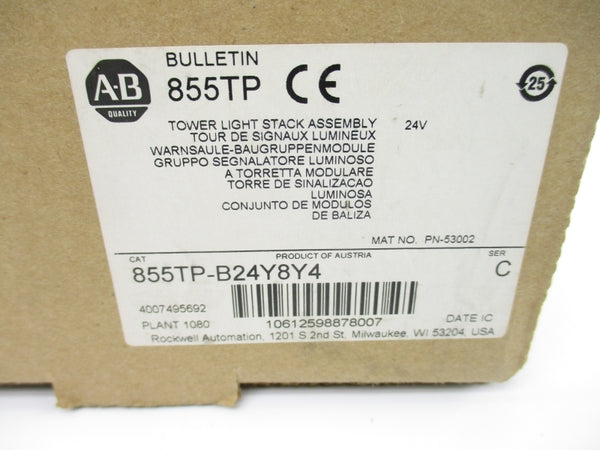 BULLETIN
A-B
QUALITY
855TP CE
25
TOWER LIGHT STACK ASSEMBLY 24V
TOUR DE SIGNAUX LUMINEUX
WARNSAULE-BAUGRUPPENMODULE
GRUPPO SEGNALATORE LUMINOSO
A TORRETTA MODULARE
TORRE DE SINALIZACAO
LUMINOSA
CONJUNTO DE MODULOS
DE BALIZA
MAT NO. PN-53002
CAT PRODUCT OF AUSTRIA SER
855TP-B24Y8Y4 C
4007495692
PLANT 1080 10612598878007 DATE IC
Rockwell Automation, 1201 S 2nd St. Milwaukee, WI 53204, USA